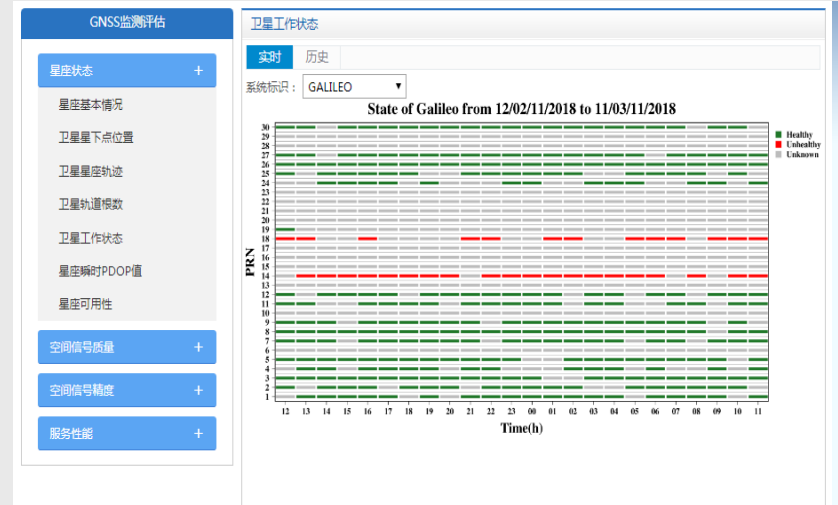 GNSS监测评估
星座状态
+
星座基本情况
卫星星下点位置
卫星星座轨迹
卫星轨道根数
卫星工作状态
星座瞬时PDOP值
星座可用性
空间信号质量
+
空间信号精度
+
服务性能
+
卫星工作状态
实时 历史
系统标识： GALILEO
State of Galileo from 12/02/11/2018 to 11/03/11/2018
Healthy
Unhealthy
Unknown
PRN
30
29
28
27
26
25
24
23
22
21
20
19
18
17
16
15
14
13
12
11
10
9
8
7
6
5
4
3
2
1
12 13 14 15 16 17 18 19 20 21 22 23 00 01 02 03 04 05 06 07 08 09 10 11
Time(h)